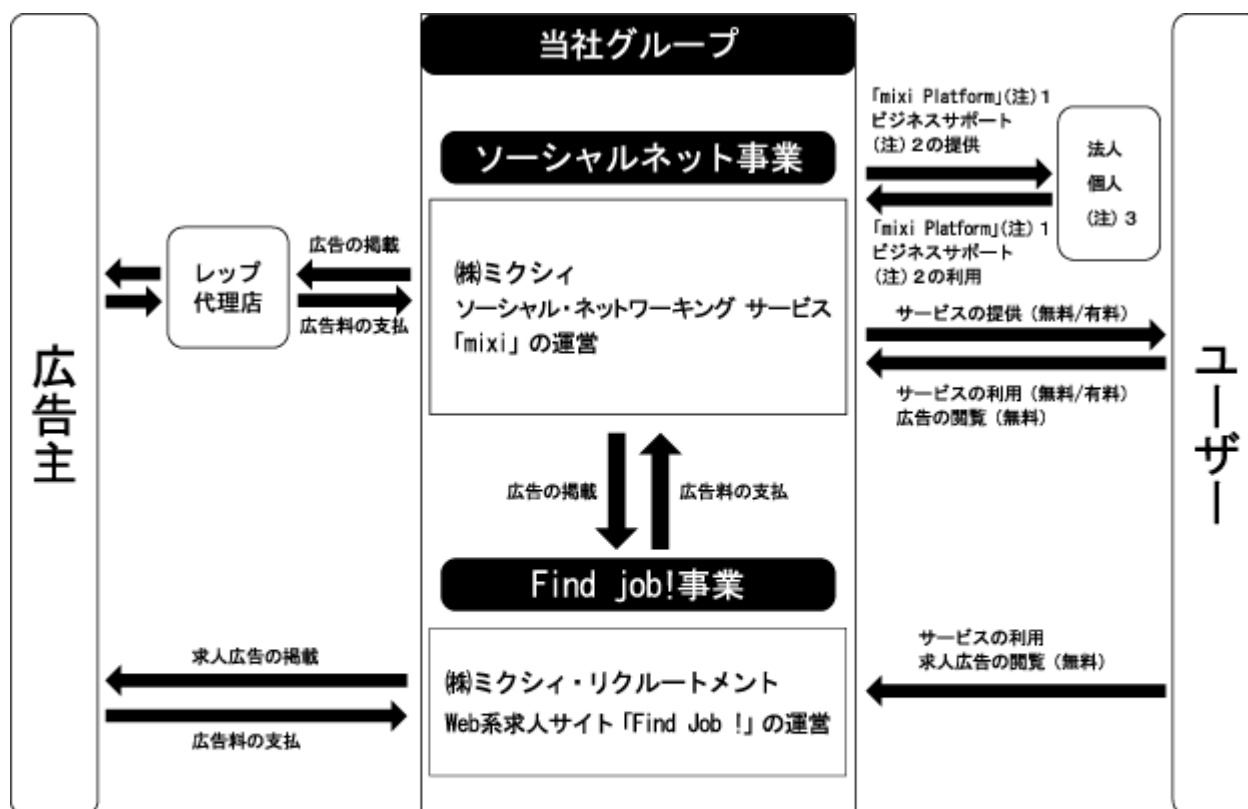 当社グループ
ソーシャルネット事業
㈱ミクシィ
ソーシャル・ネットワーキング サービス
「mixi」の運営
広告の掲載
広告料の支払
Find job!事業
㈱ミクシィ・リクルートメント
Web系求人サイト「Find Job !」の運営
広告主
レップ
代理店
広告の掲載
広告料の支払
求人広告の掲載
広告料の支払
「mixi Platform」(注)1
ビジネスサポート
(注)2の提供
法人
個人
(注)3
「mixi Platform」(注)1
ビジネスサポート
(注)2の利用
サービスの提供(無料/有料)
サービスの利用(無料/有料)
広告の閲覧(無料)
サービスの利用
求人広告の閲覧(無料)
ユーザー